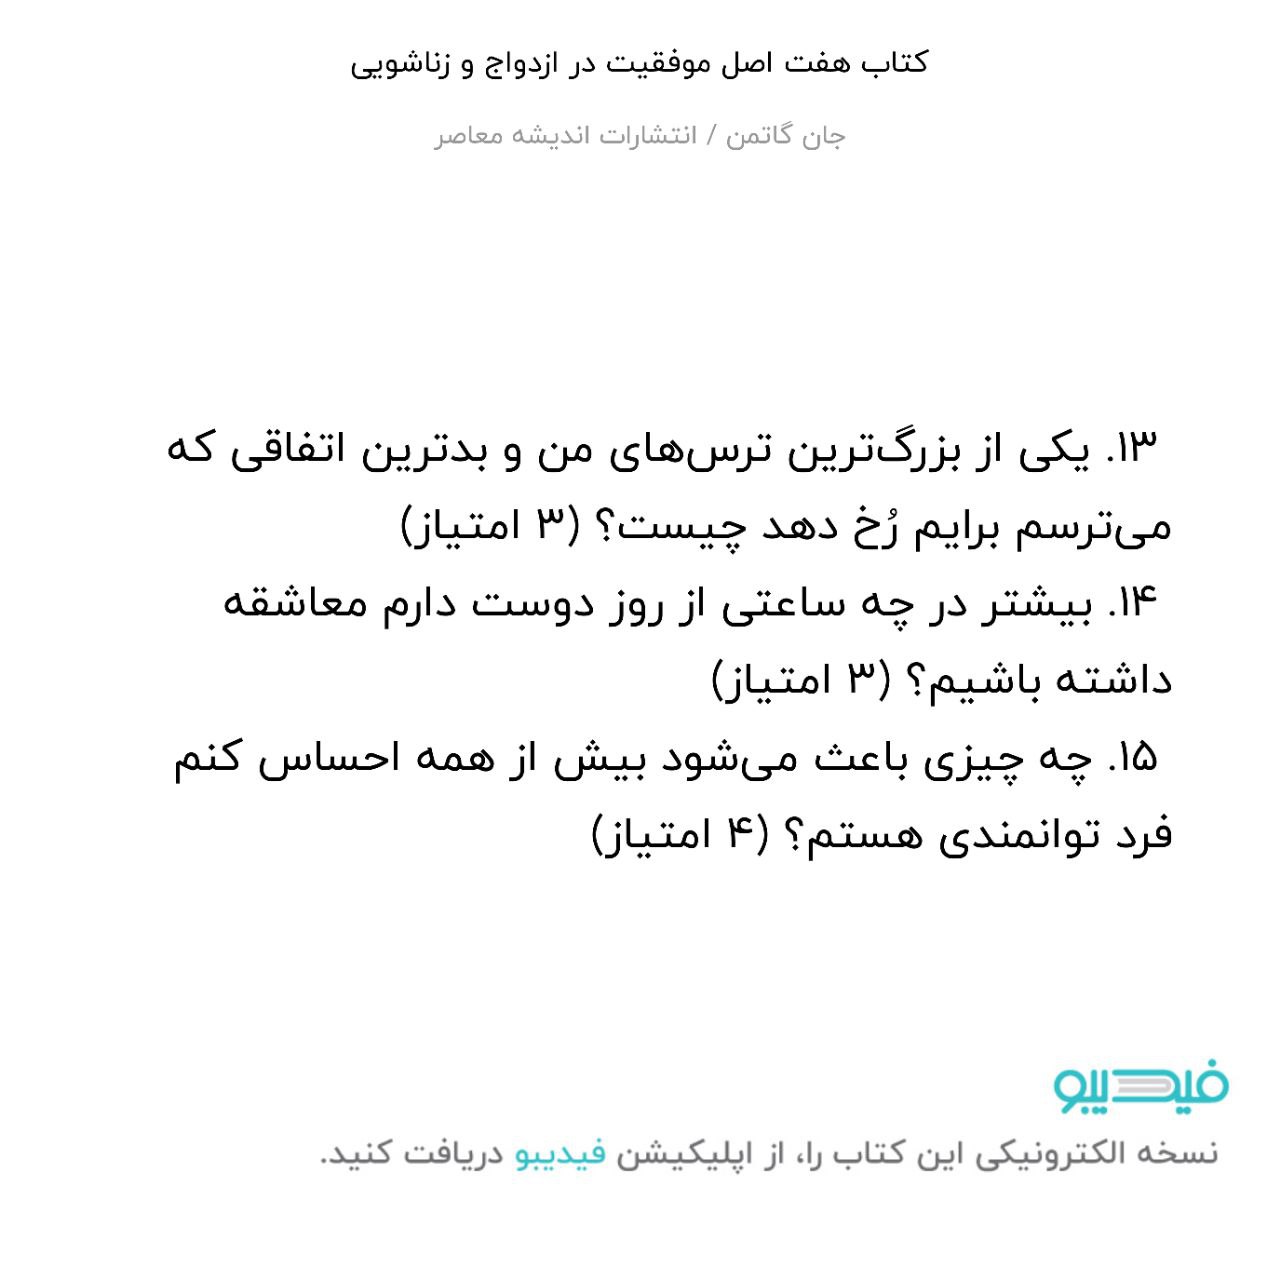 کتاب هفت اصل موفقیت در ازدواج و زناشویی
جان گاتمن / انتشارات اندیشه معاصر
۱۳. یکی از بزرگ‌ترین ترس‌های من و بدترین اتفاقی که
می‌ترسم برایم رُخ دهد چیست؟ (۳ امتیاز)
۱۴. بیشتر در چه ساعتی از روز دوست دارم معاشقه
داشته باشیم؟ (۳ امتیاز)
۱۵. چه چیزی باعث می‌شود بیش از همه احساس کنم
فرد توانمندی هستم؟ (۴ امتیاز)
فیدیبو
نسخه الکترونیکی این کتاب را، از اپلیکیشن فیدیبو دریافت کنید.